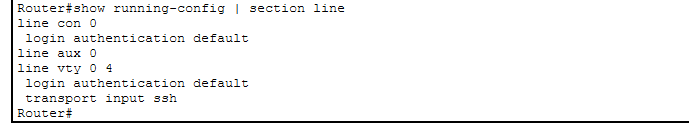 Router#show running-config | section line
line con 0
 login authentication default
line aux 0
line vty 0 4
 login authentication default
 transport input ssh
Router#